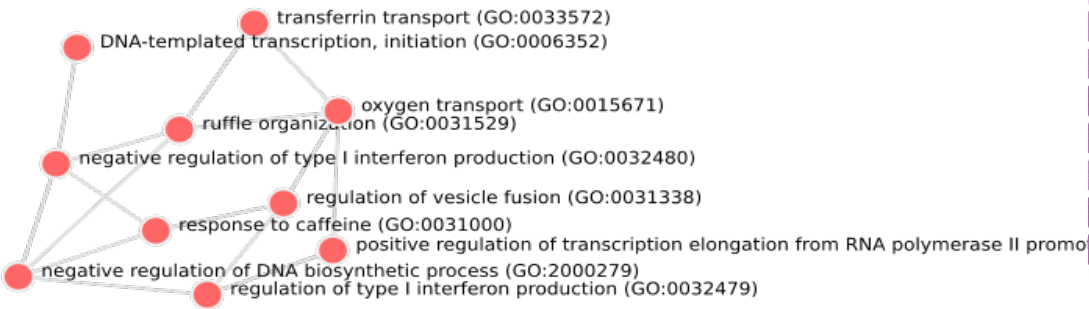 transferrin transport (GO:0033572)
DNA-templated transcription, initiation (GO:0006352)
oxygen transport (GO:0015671)
ruffle organization (GO:0031529)
negative regulation of type I interferon production (GO:0032480)
regulation of vesicle fusion (GO:0031338)
response to caffeine (GO:0031000)
positive regulation of transcription elongation from RNA polymerase II
negative regulation of DNA biosynthetic process (GO:2000279)
regulation of type I interferon production (GO:0032479)